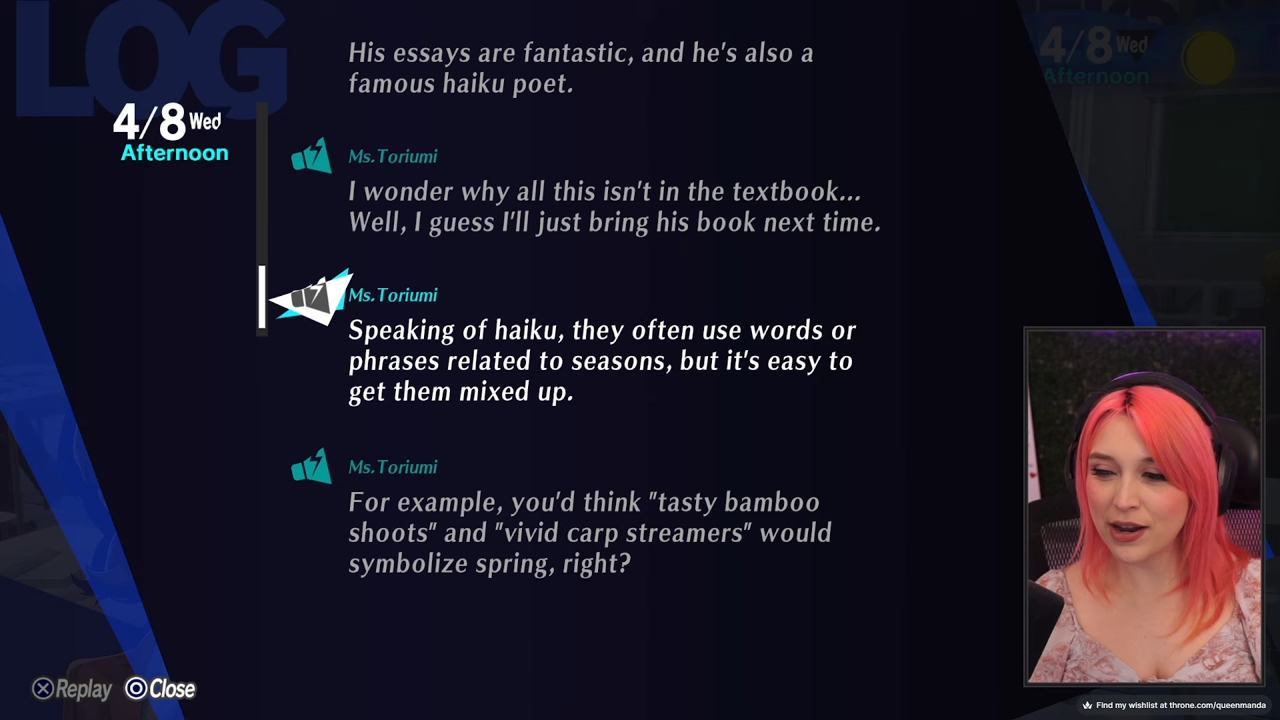 LOG
4/8 Wed
Afternoon
4/8 Wed
Afternoon
His essays are fantastic, and he's also a
famous haiku poet.
Ms.Toriumi
I wonder why all this isn't in the textbook...
Well, I guess I'll just bring his book next time.
Ms.Toriumi
Speaking of haiku, they often use words or
phrases related to seasons, but it's easy to
get them mixed up.
Ms.Toriumi
For example, you'd think "tasty bamboo
shoots" and "vivid carp streamers" would
symbolize spring, right?
Replay Close
Find my wishlist at throne.com/queenmanda